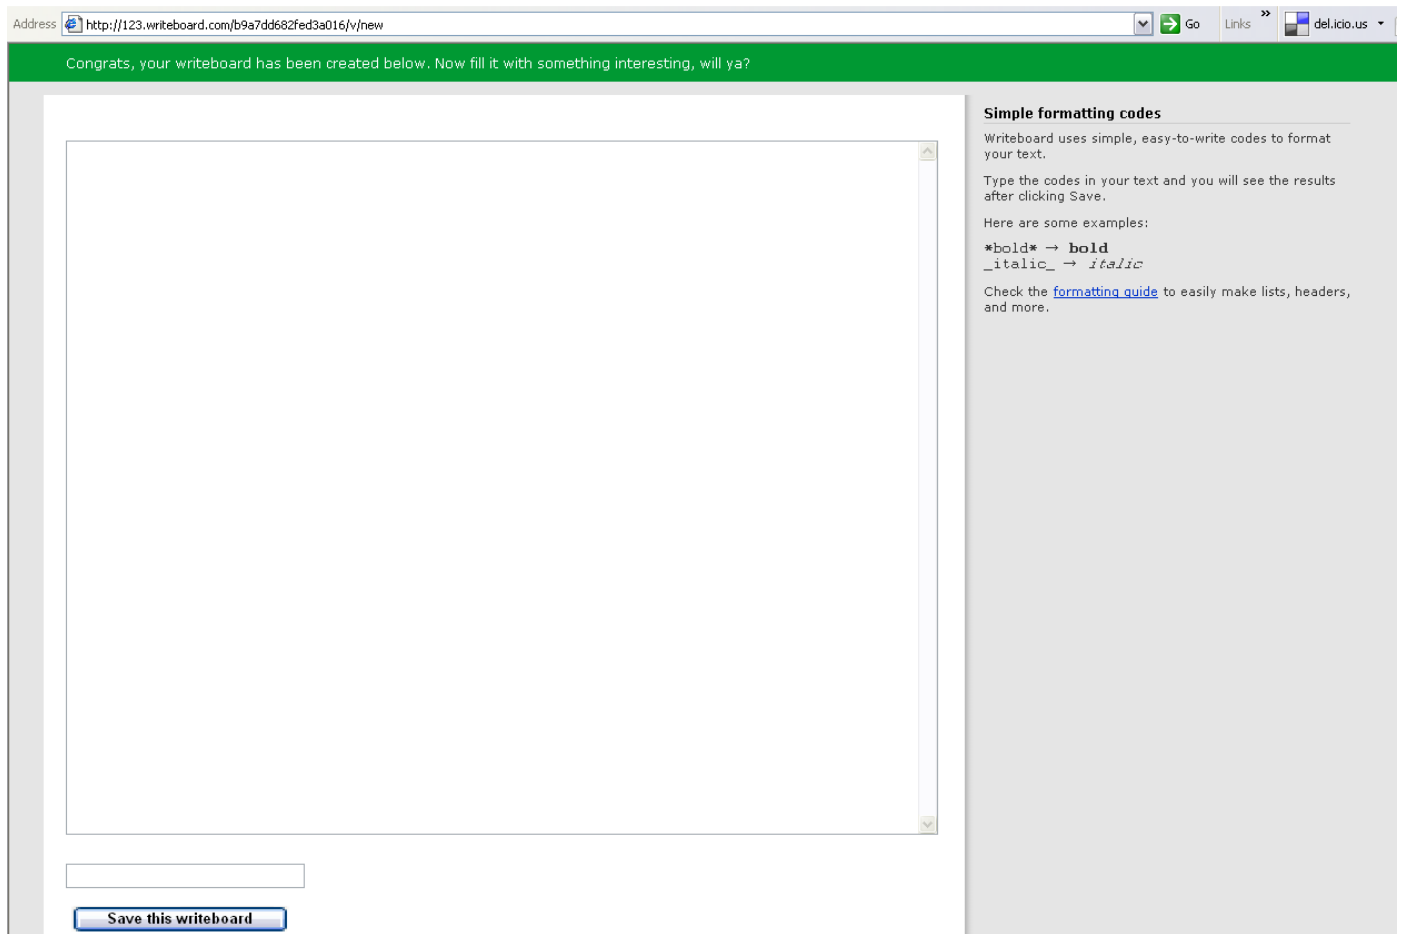 Address http://123.writeboard.com/b9a7dd682fed3a016/v/new Go Links » del.icio.us
Congrats, your writeboard has been created below. Now fill it with something interesting, will ya?
Simple formatting codes
Writeboard uses simple, easy-to-write codes to format
your text.
Type the codes in your text and you will see the results
after clicking Save.
Here are some examples:
*bold* → bold
_italic_ → italic
Check the formatting guide to easily make lists, headers,
and more.
Save this writeboard